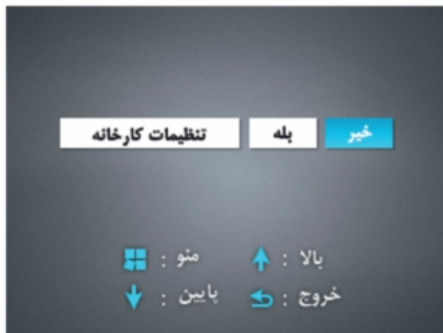 خیر بله تنظیمات کارخانه
بالا : منو :
خروج : پایین :